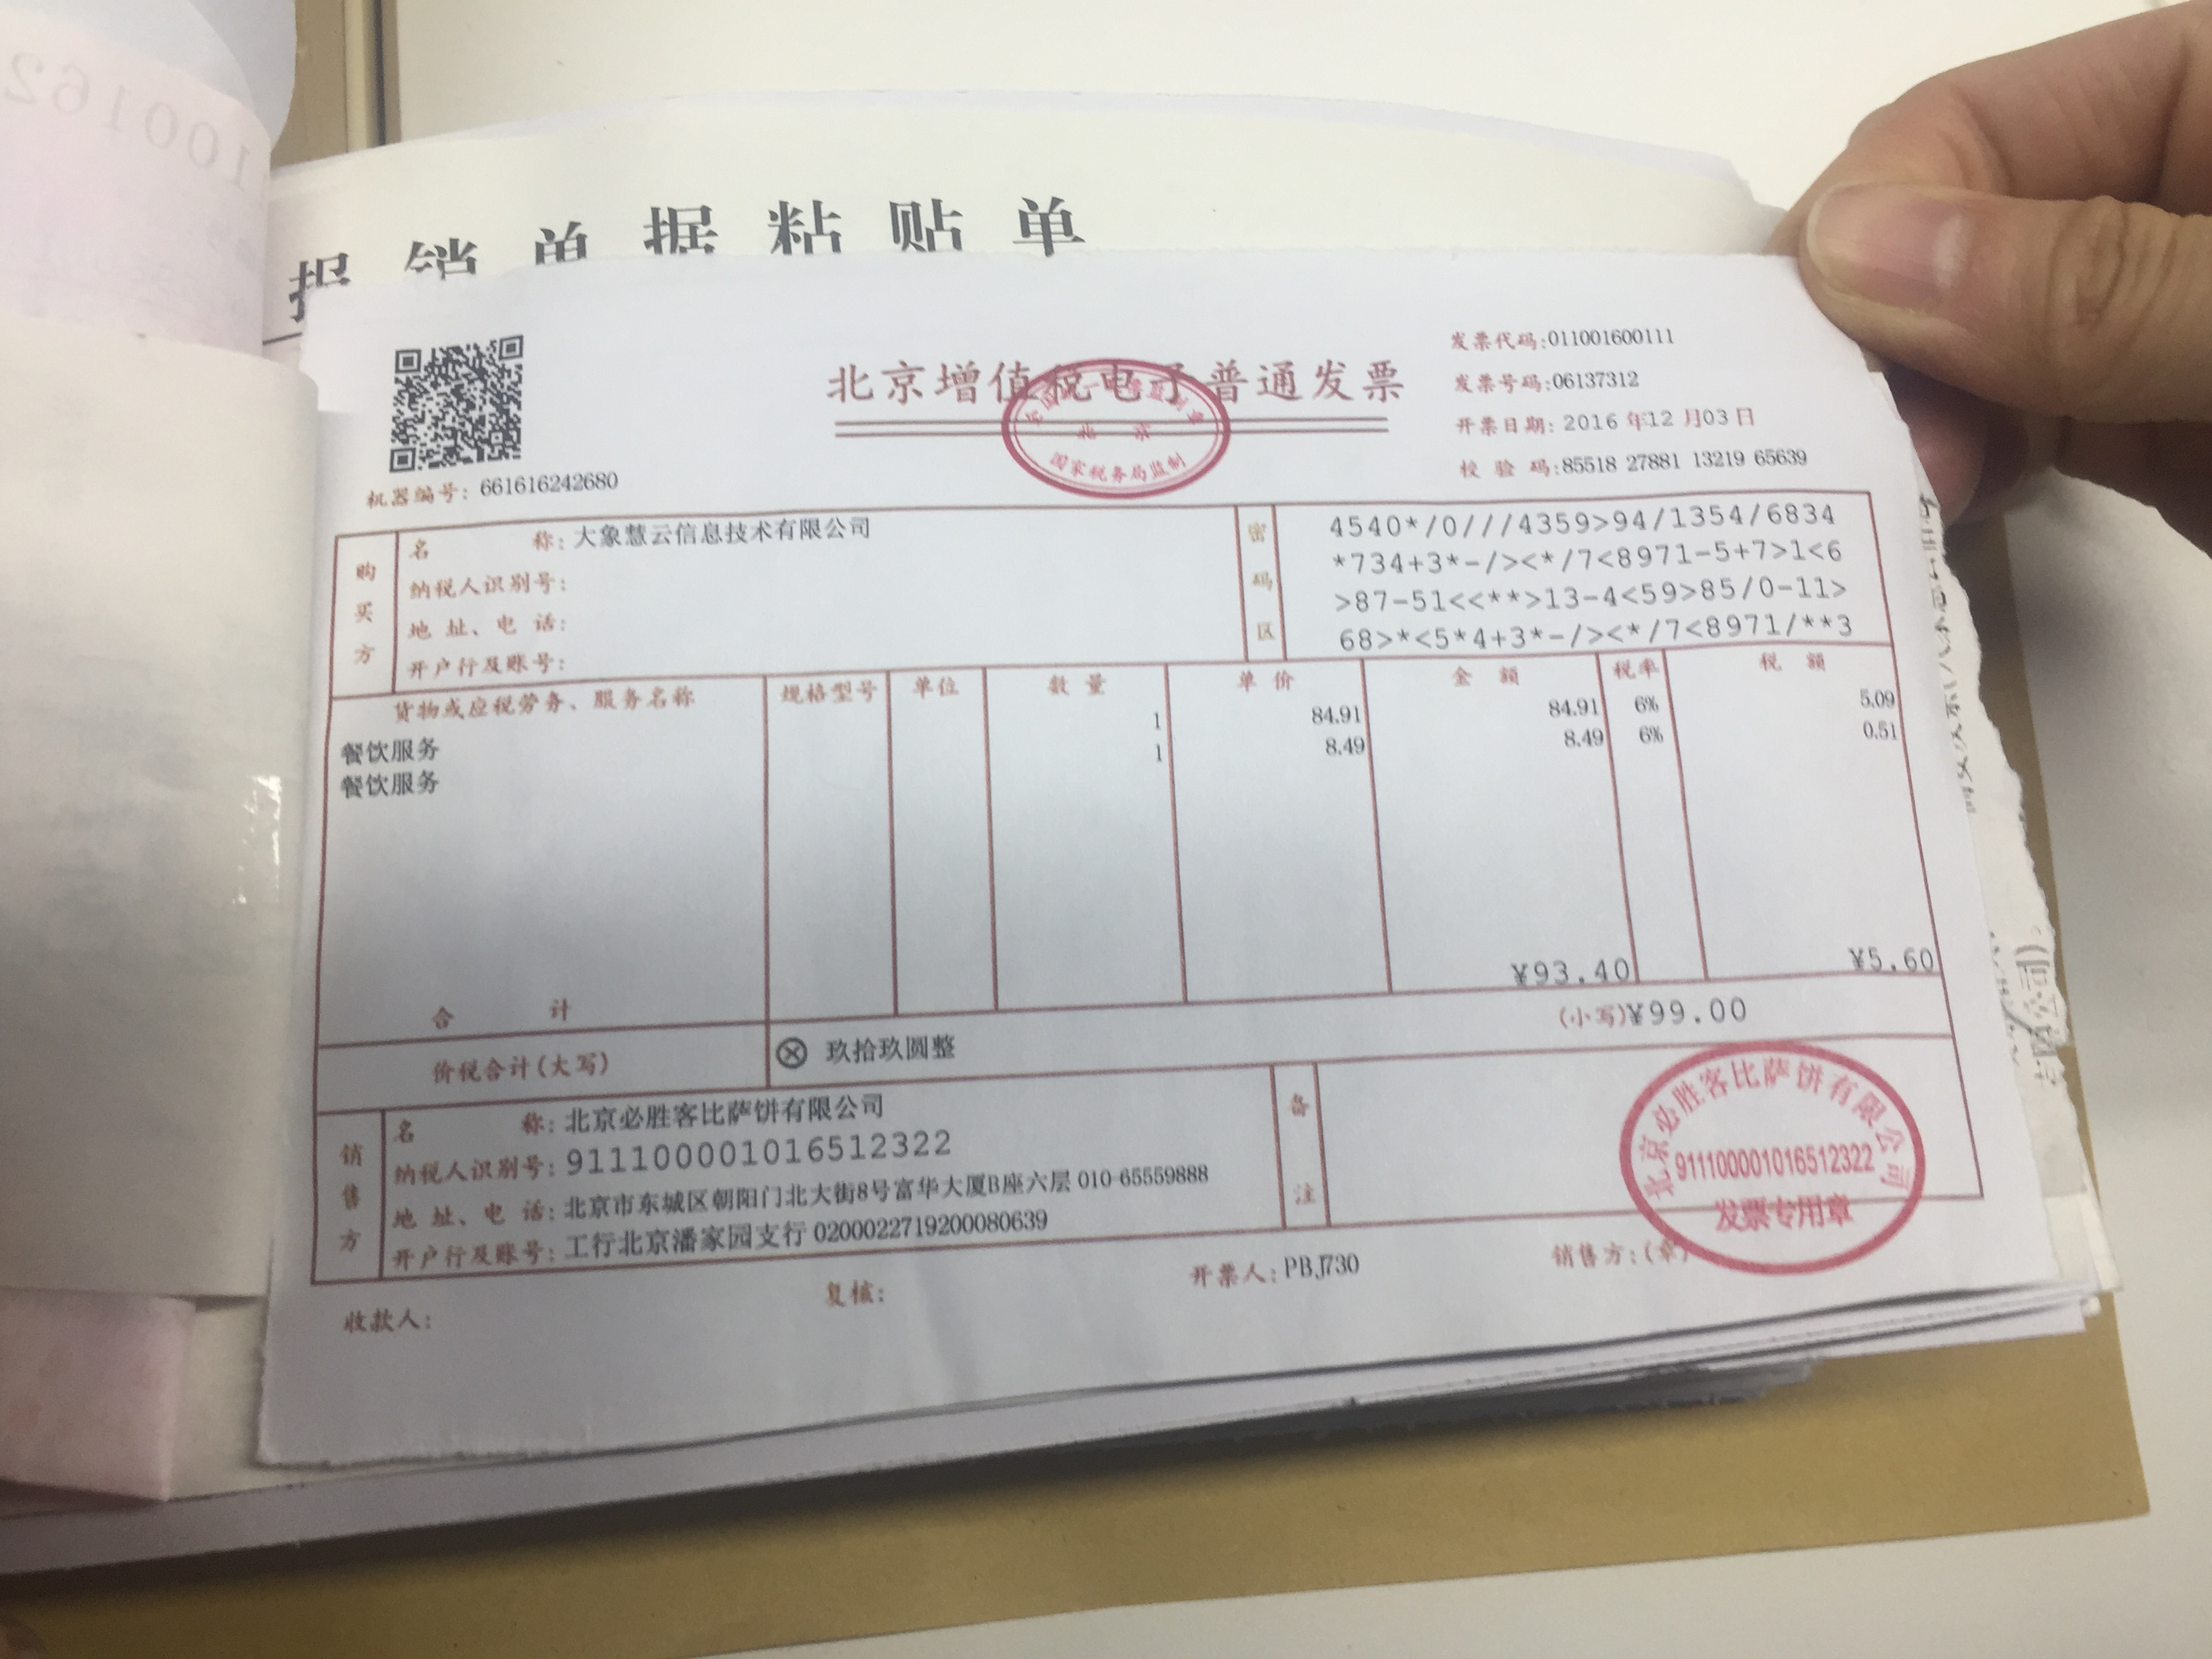 报销单据粘贴单
北京增值税电子普通发票
北京
国家税务局监制
发票代码:011001600111
发票号码:06137312
开票日期: 2016 年12 月03 日
校 验 码:85518 27881 13219 65639
机器编号: 661616242680
购买方
名 称: 大象慧云信息技术有限公司
纳税人识别号:
地 址、电 话:
开户行及账号:
密码区
4540*/0///4359>94/1354/6834
*734+3*-/><*/7<8971-5+7>1<6
>87-51<<**>13-4<59>85/0-11>
68>*<5*4+3*-/><*/7<8971/**3
货物或应税劳务、服务名称 规格型号 单位 数 量 单 价 金 额 税率 税 额
餐饮服务 1 84.91 84.91 6% 5.09
餐饮服务 1 8.49 8.49 6% 0.51
合 计 ¥93.40 ¥5.60
价税合计(大写) ⊗ 玖拾玖圆整 (小写)¥99.00
销售方
名 称: 北京必胜客比萨饼有限公司
纳税人识别号: 911100001016512322
地 址、电 话: 北京市东城区朝阳门北大街8号富华大厦B座六层 010-65559888
开户行及账号: 工行北京潘家园支行 0200022719200080639
备注
北京必胜客比萨饼有限公司
911100001016512322
发票专用章
收款人: 复核: 开票人: PBJ730 销售方:(章)